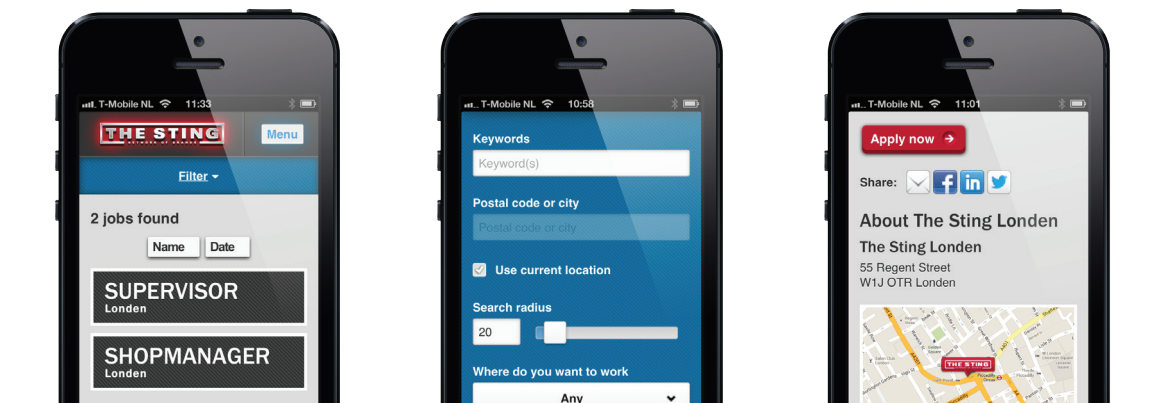 T-Mobile NL 11:33
THE STING
Menu
Filter
2 jobs found
Name Date
SUPERVISOR
Londen
SHOPMANAGER
Londen
T-Mobile NL 10:58
Keywords
Keyword(s)
Postal code or city
Postal code or city
Use current location
Search radius
20
Where do you want to work
Any
T-Mobile NL 11:01
Apply now
Share:
f in
About The Sting Londen
The Sting Londen
55 Regent Street
W1J OTR Londen
THE STING
Piccadilly